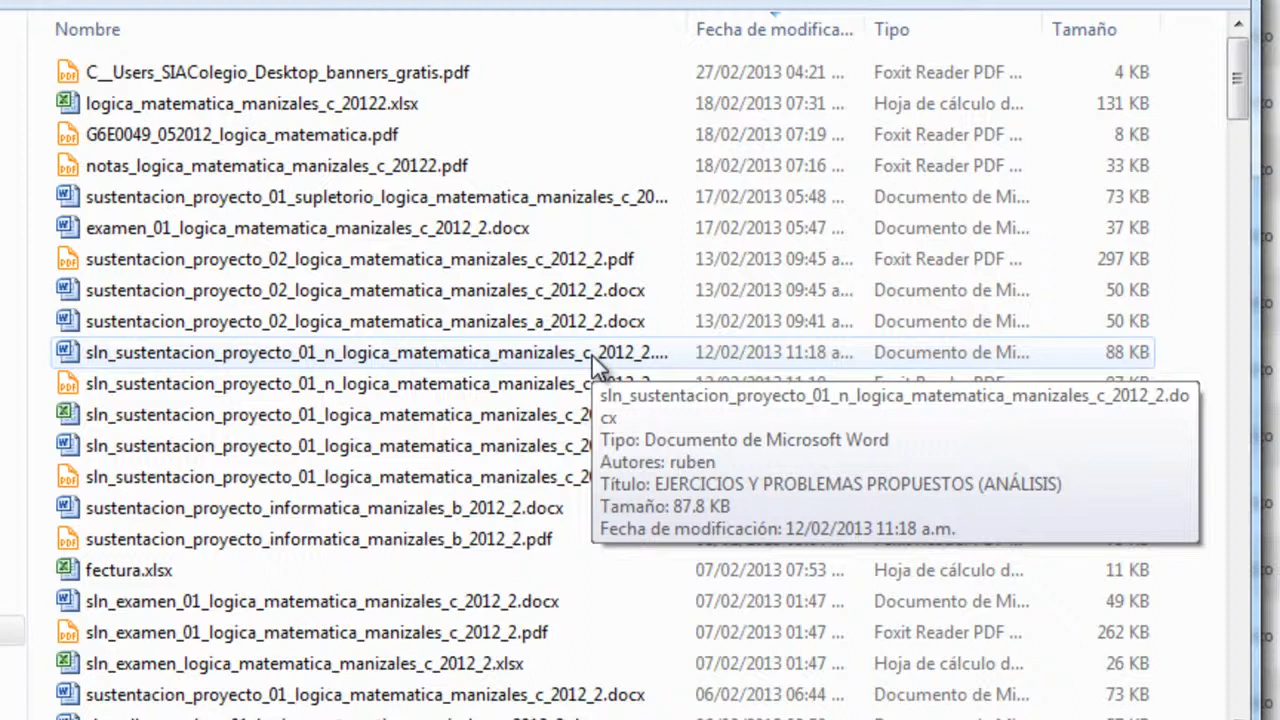 Nombre Fecha de modifica... Tipo Tamaño
C__Users_SIAColegio_Desktop_banners_gratis.pdf 27/02/2013 04:21 ... Foxit Reader PDF ... 4 KB
logica_matematica_manizales_c_20122.xlsx 18/02/2013 07:31 ... Hoja de cálculo d... 131 KB
G6E0049_052012_logica_matematica.pdf 18/02/2013 07:19 ... Foxit Reader PDF ... 8 KB
notas_logica_matematica_manizales_c_20122.pdf 18/02/2013 07:16 ... Foxit Reader PDF ... 33 KB
sustentacion_proyecto_01_supletorio_logica_matematica_manizales_c_20... 17/02/2013 05:48 ... Documento de Mi... 73 KB
examen_01_logica_matematica_manizales_c_2012_2.docx 17/02/2013 05:47 ... Documento de Mi... 37 KB
sustentacion_proyecto_02_logica_matematica_manizales_c_2012_2.pdf 13/02/2013 09:45 a... Foxit Reader PDF ... 297 KB
sustentacion_proyecto_02_logica_matematica_manizales_c_2012_2.docx 13/02/2013 09:45 a... Documento de Mi... 50 KB
sustentacion_proyecto_02_logica_matematica_manizales_a_2012_2.docx 13/02/2013 09:41 a... Documento de Mi... 50 KB
sln_sustentacion_proyecto_01_n_logica_matematica_manizales_c_2012_2.... 12/02/2013 11:18 a... Documento de Mi... 88 KB
sln_sustentacion_proyecto_01_n_logica_matematica_manizales_c
sln_sustentacion_proyecto_01_logica_matematica_manizales_c_20
sln_sustentacion_proyecto_01_logica_matematica_manizales_c_20
sln_sustentacion_proyecto_01_logica_matematica_manizales_c_20
sln_sustentacion_proyecto_01_n_logica_matematica_manizales_c_2012_2.do
cx
Tipo: Documento de Microsoft Word
Autores: ruben
Título: EJERCICIOS Y PROBLEMAS PROPUESTOS (ANÁLISIS)
Tamaño: 87.8 KB
Fecha de modificación: 12/02/2013 11:18 a.m.
sustentacion_proyecto_informatica_manizales_b_2012_2.docx
sustentacion_proyecto_informatica_manizales_b_2012_2.pdf
fectura.xlsx 07/02/2013 07:53 ... Hoja de cálculo d... 11 KB
sln_examen_01_logica_matematica_manizales_c_2012_2.docx 07/02/2013 01:47 ... Documento de Mi... 49 KB
sln_examen_01_logica_matematica_manizales_c_2012_2.pdf 07/02/2013 01:47 ... Foxit Reader PDF ... 262 KB
sln_examen_logica_matematica_manizales_c_2012_2.xlsx 07/02/2013 01:47 ... Hoja de cálculo d... 26 KB
sustentacion_proyecto_01_logica_matematica_manizales_c_2012_2.docx 06/02/2013 06:44 ... Documento de Mi... 73 KB